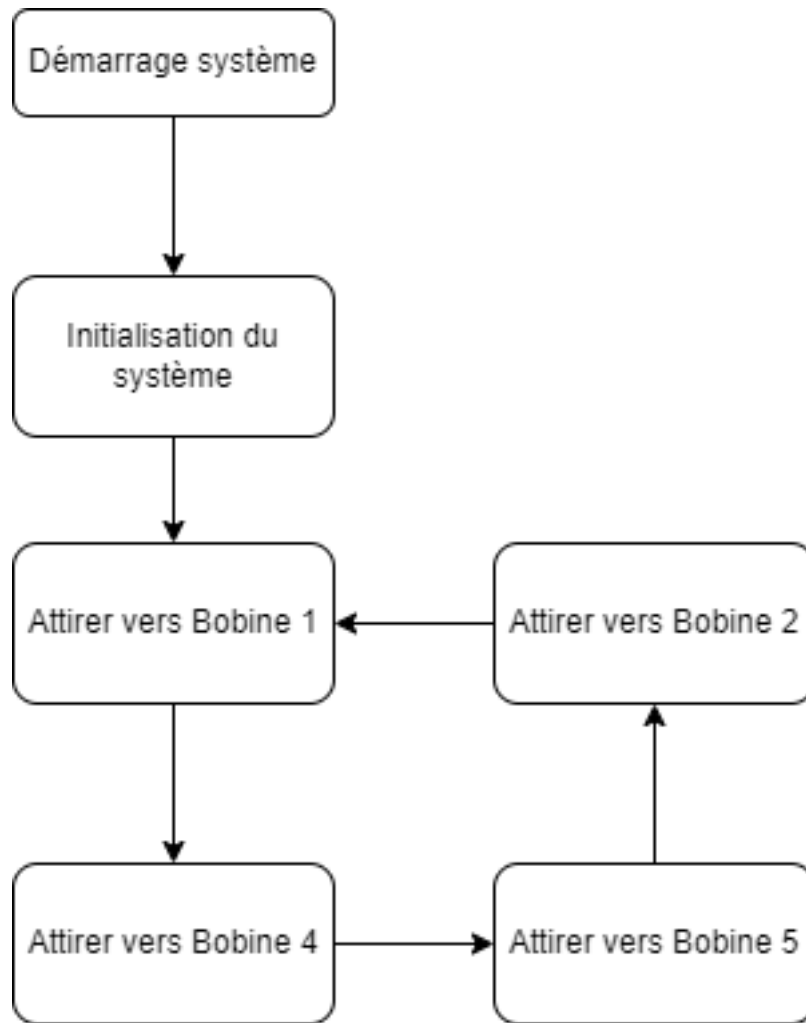 Démarrage système
Initialisation du
système
Attirer vers Bobine 1
Attirer vers Bobine 2
Attirer vers Bobine 4
Attirer vers Bobine 5